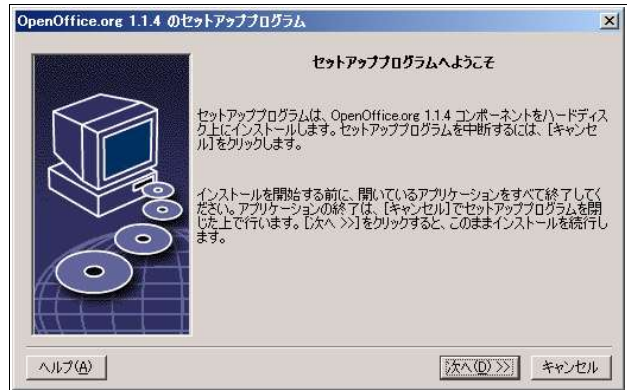 OpenOffice.org 1.1.4 のセットアッププログラム
セットアッププログラムへようこそ
セットアッププログラムは、OpenOffice.org 1.1.4 コンポーネントをハードディス
ク上にインストールします。セットアッププログラムを中断するには、[キャンセ
ル]をクリックします。
インストールを開始する前に、開いているアプリケーションをすべて終了してく
ださい。アプリケーションの終了は、[キャンセル]でセットアッププログラムを閉
じた上で行います。[次へ >>]をクリックすると、このままインストールを続行し
ます。
ヘルプ(A)
次へ(D) >>
キャンセル